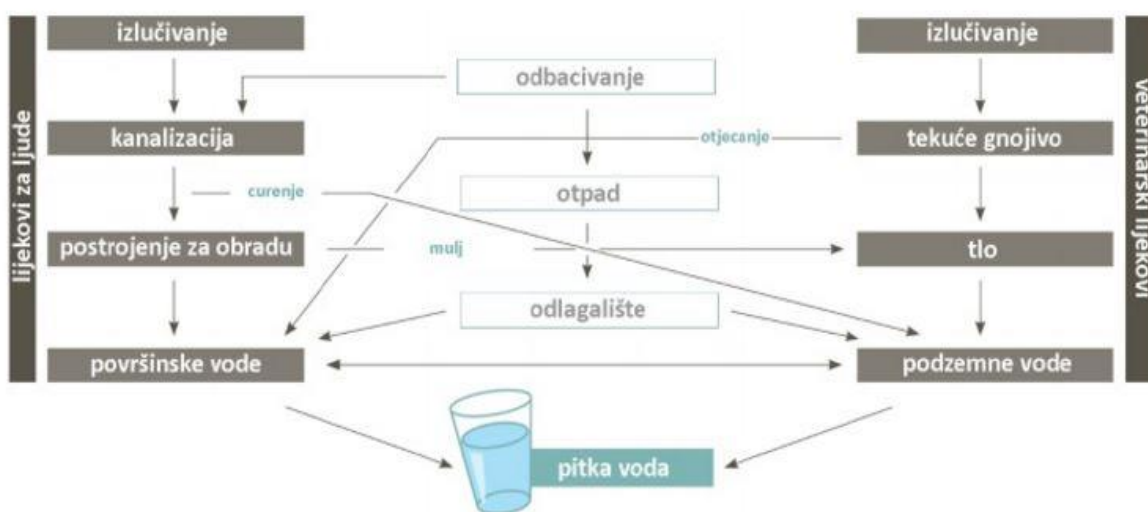 izlučivanje
izlučivanje
odbacivanje
kanalizacija
otjecanje
tekuće gnojivo
curenje
otpad
postrojenje za obradu
mulj
tlo
odlagalište
površinske vode
podzemne vode
pitka voda
lijekovi za ljude
veterinarski lijekovi